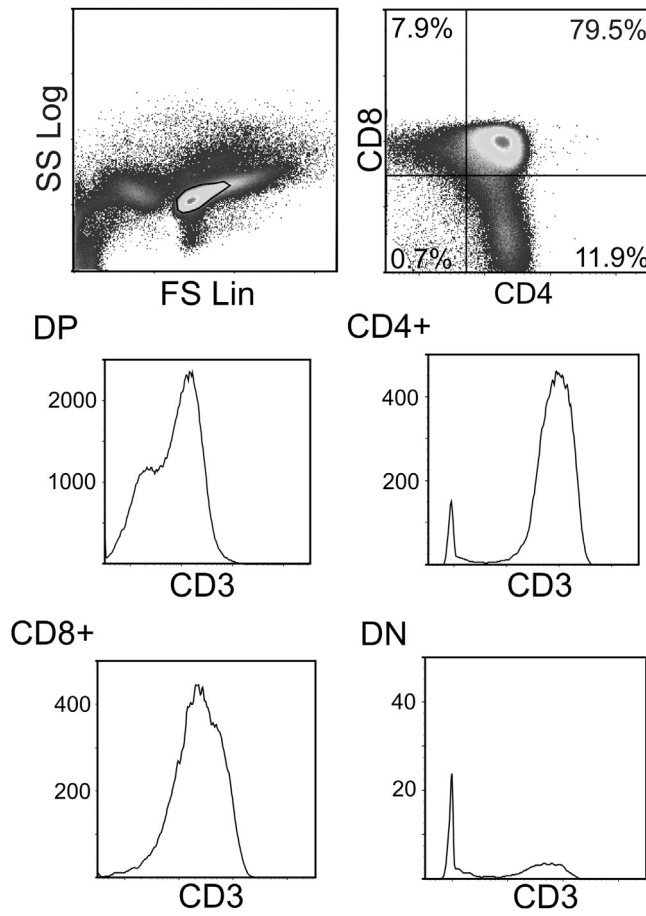 SS Log
FS Lin
7.9% 79.5%
CD8
0.7% 11.9%
CD4
DP
2000
1000
CD3
CD4+
400
200
CD3
CD8+
400
200
CD3
DN
40
20
CD3